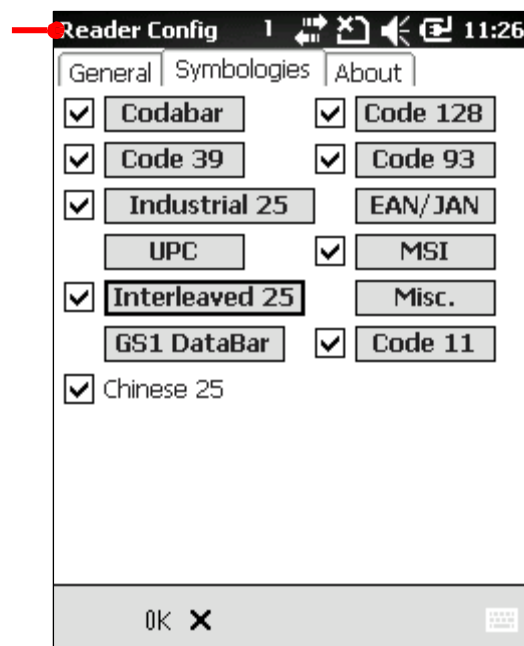 Reader Config 1 11:26
General Symbologies About
Codabar Code 128
Code 39 Code 93
Industrial 25 EAN/JAN
UPC MSI
Interleaved 25 Misc.
GS1 DataBar Code 11
Chinese 25
OK